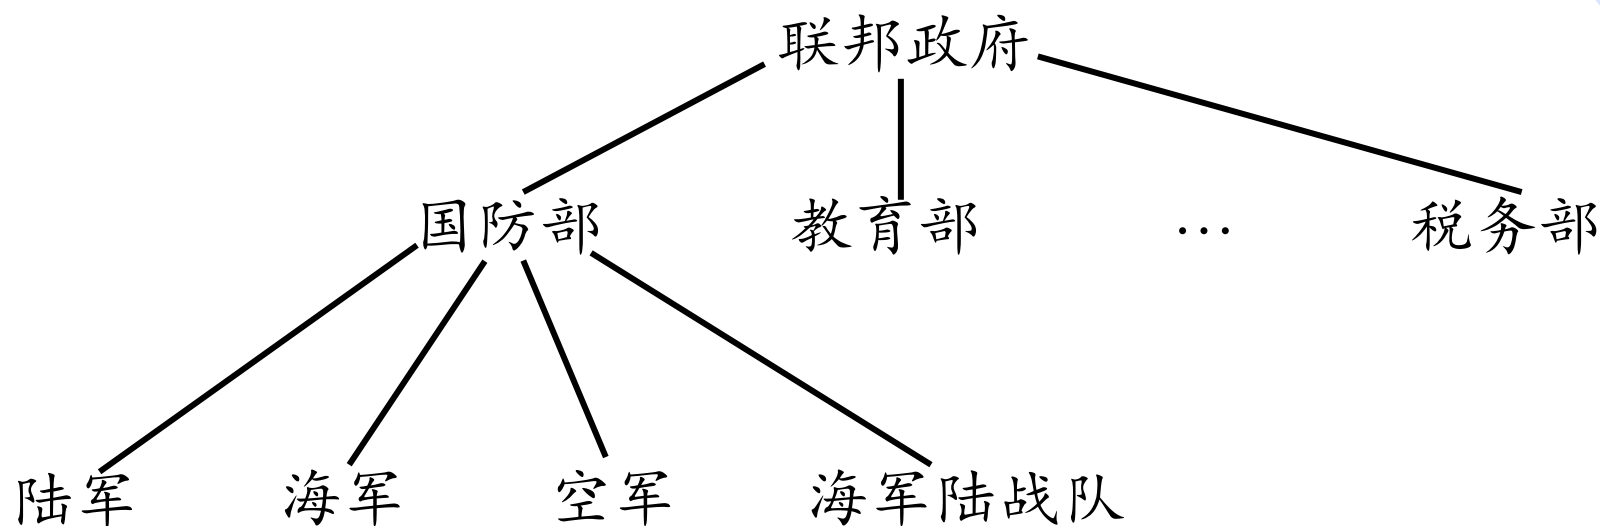 联邦政府
国防部 教育部 … 税务部
陆军 海军 空军 海军陆战队